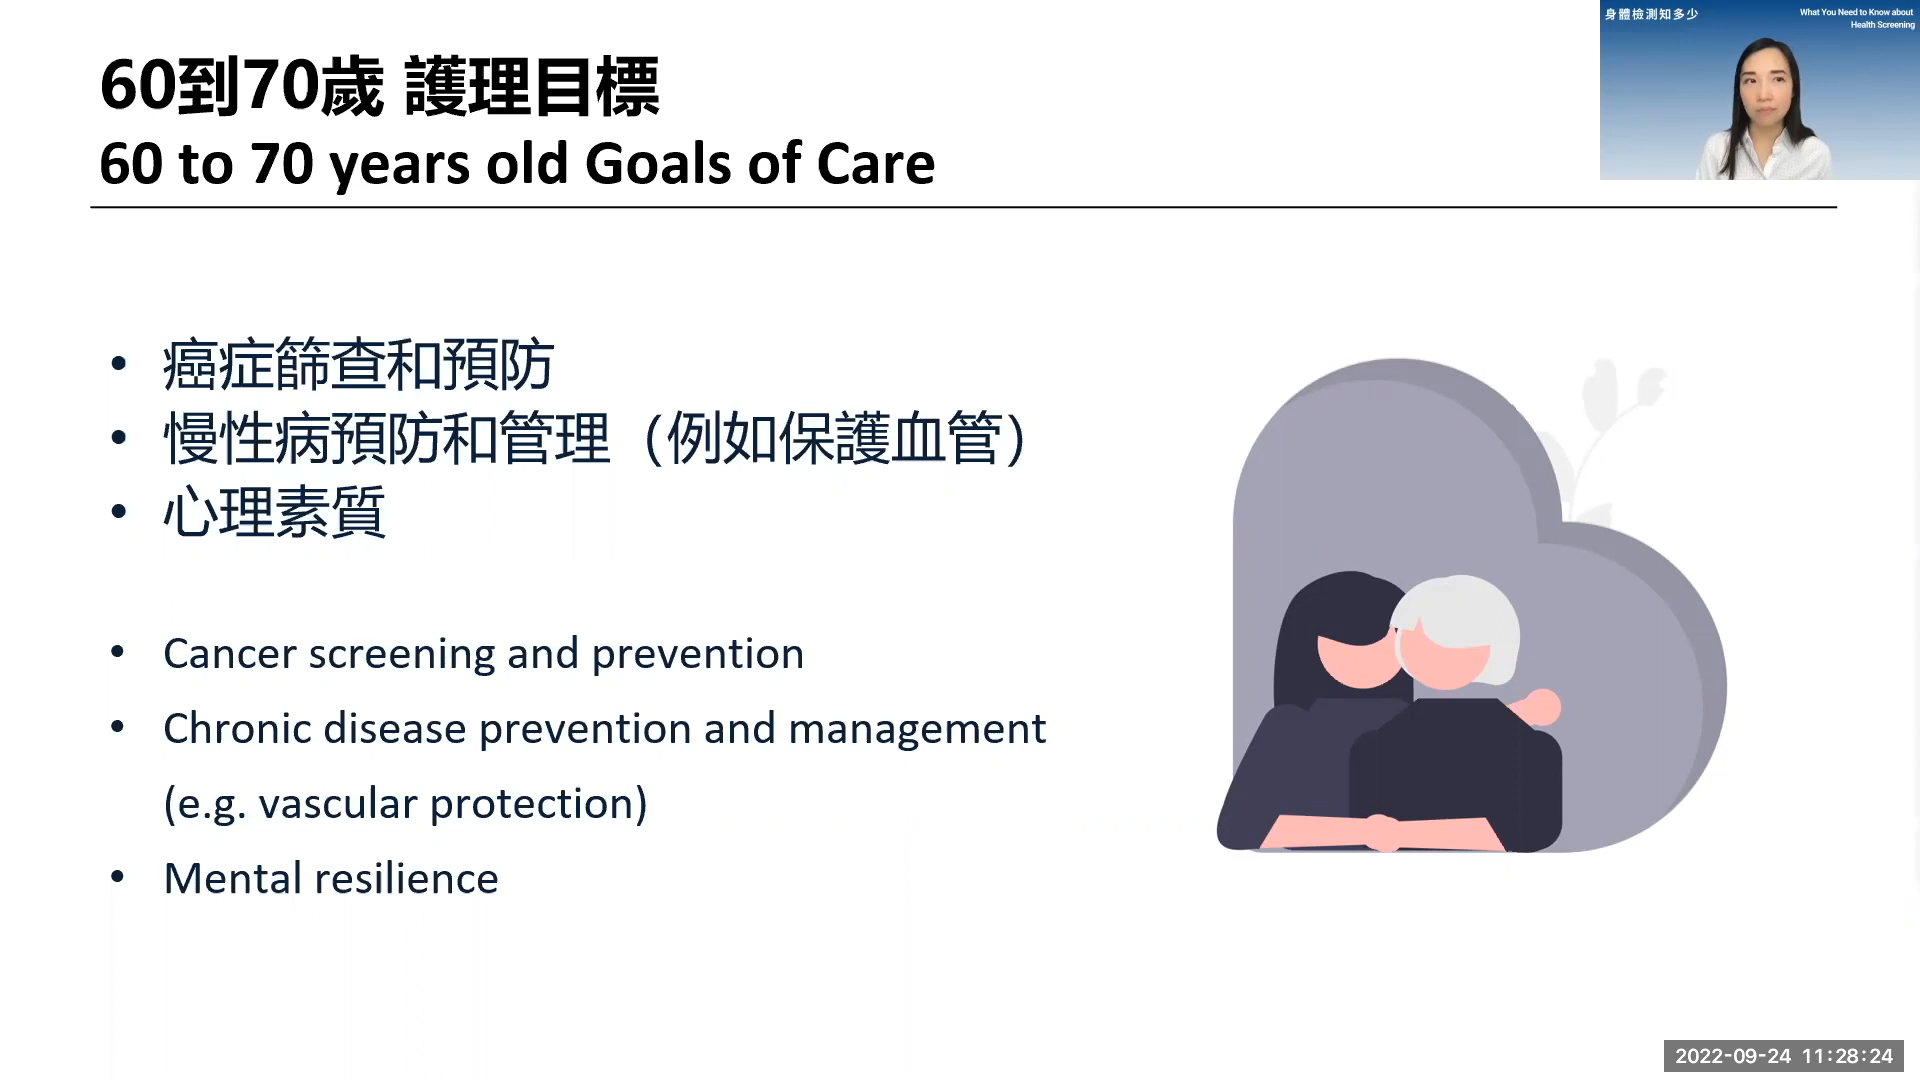 60到70歲 護理目標
60 to 70 years old Goals of Care
身體檢測知多少
What You Need to Know about
Health Screening
• 癌症篩查和預防
• 慢性病預防和管理（例如保護血管）
• 心理素質
• Cancer screening and prevention
• Chronic disease prevention and management
(e.g. vascular protection)
• Mental resilience
2022-09-24 11:28:24